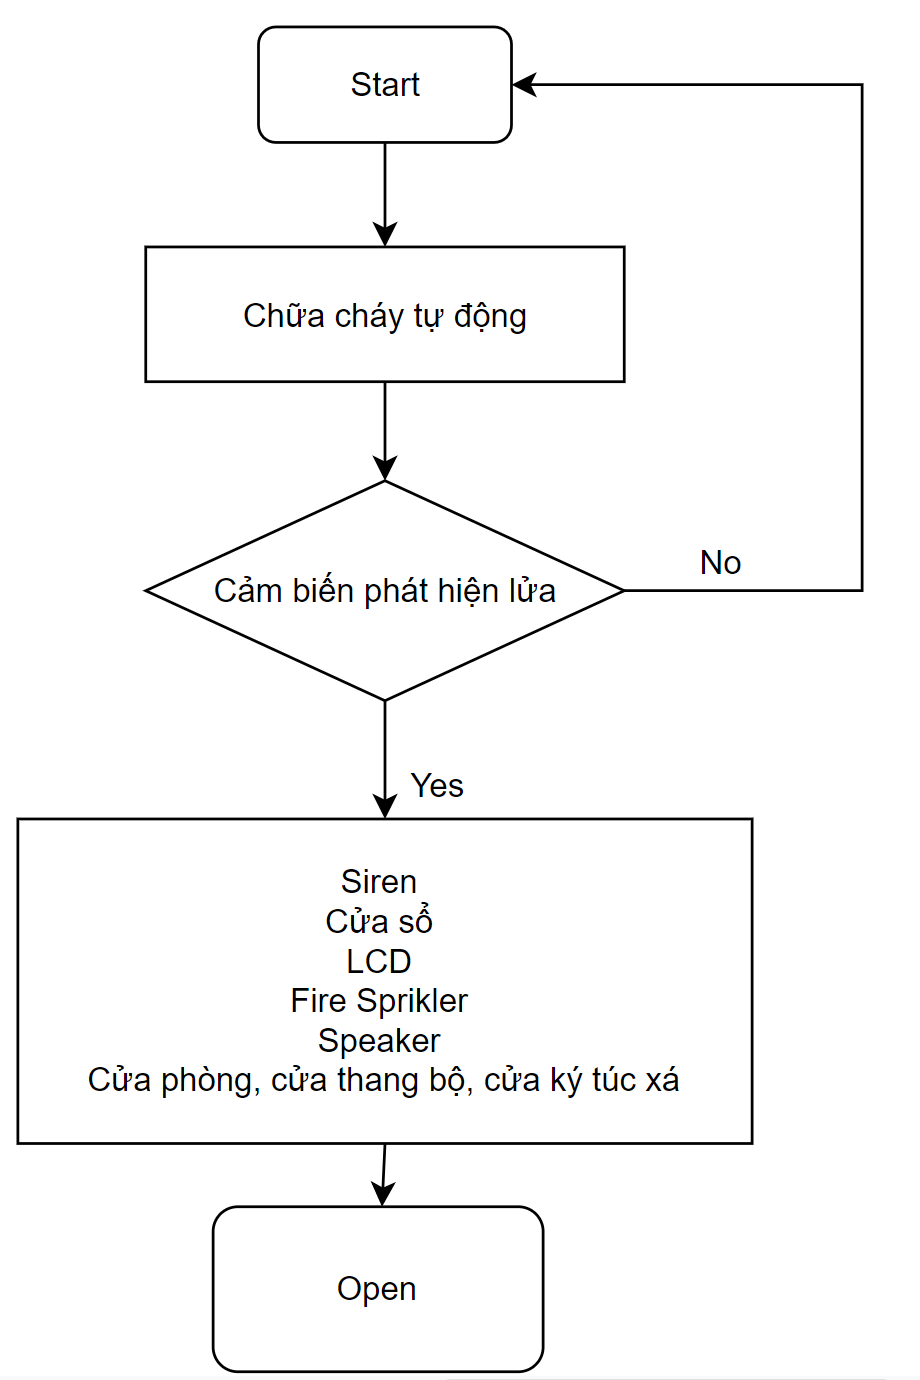 Start
Chữa cháy tự động
Cảm biến phát hiện lửa
No
Yes
Siren
Cửa sổ
LCD
Fire Sprikler
Speaker
Cửa phòng, cửa thang bộ, cửa ký túc xá
Open